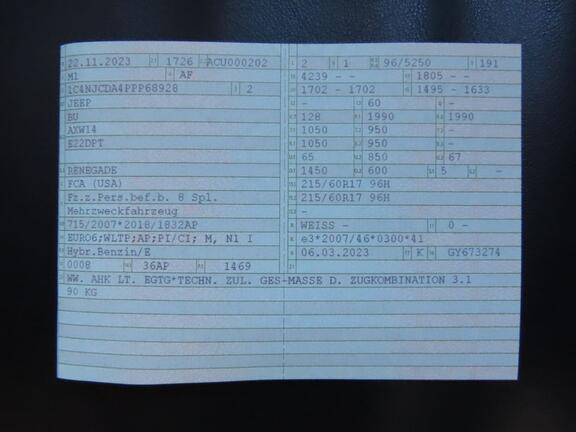 22.11.2023 1726 ACU000202
M1 AF
1C4NJCDA4PPP68928 2
JEEP
BU
AXW14
E22DPT
RENEGADE
FCA (USA)
Fz.z.Pers.bef.b. 8 Spl.
Mehrzweckfahrzeug
715/2007*2018/1832AP
EURO6;WLTP;AP;PI/CI; M, N1 I
Hybr.Benzin/E
0008 36AP 1469
2 1 96/5250 191
4239 - - 1805 - -
1702 - 1702 1495 - 1633
- 60 -
128 1990 1990
1050 950 -
1050 950 -
65 850 67
1450 600 5 -
215/60R17 96H
215/60R17 96H
-
WEISS - 0 -
e3*2007/46*0300*41
06.03.2023 K GY673274
WW. AHK LT. EGTG*TECHN. ZUL. GES-MASSE D. ZUGKOMBINATION 3.1
90 KG